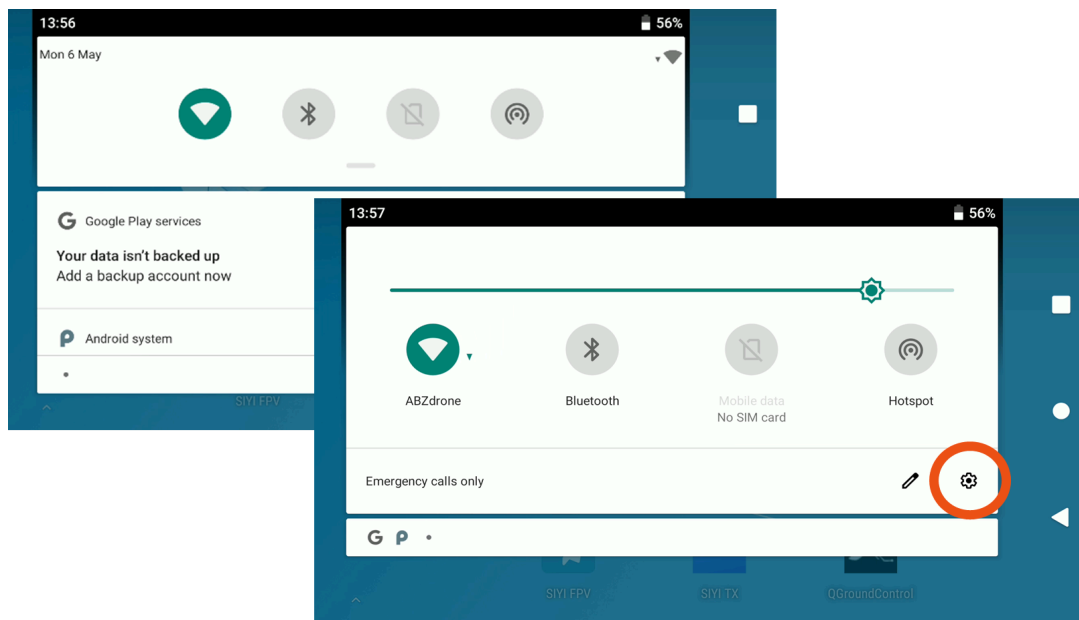 13:56
56%
Mon 6 May
Google Play services
Your data isn't backed up
Add a backup account now
Android system
SIYI FPV
13:57
56%
ABZdrone
Bluetooth
Mobile data
No SIM card
Hotspot
Emergency calls only
SIYI FPV
SIYI TX
QGroundControl